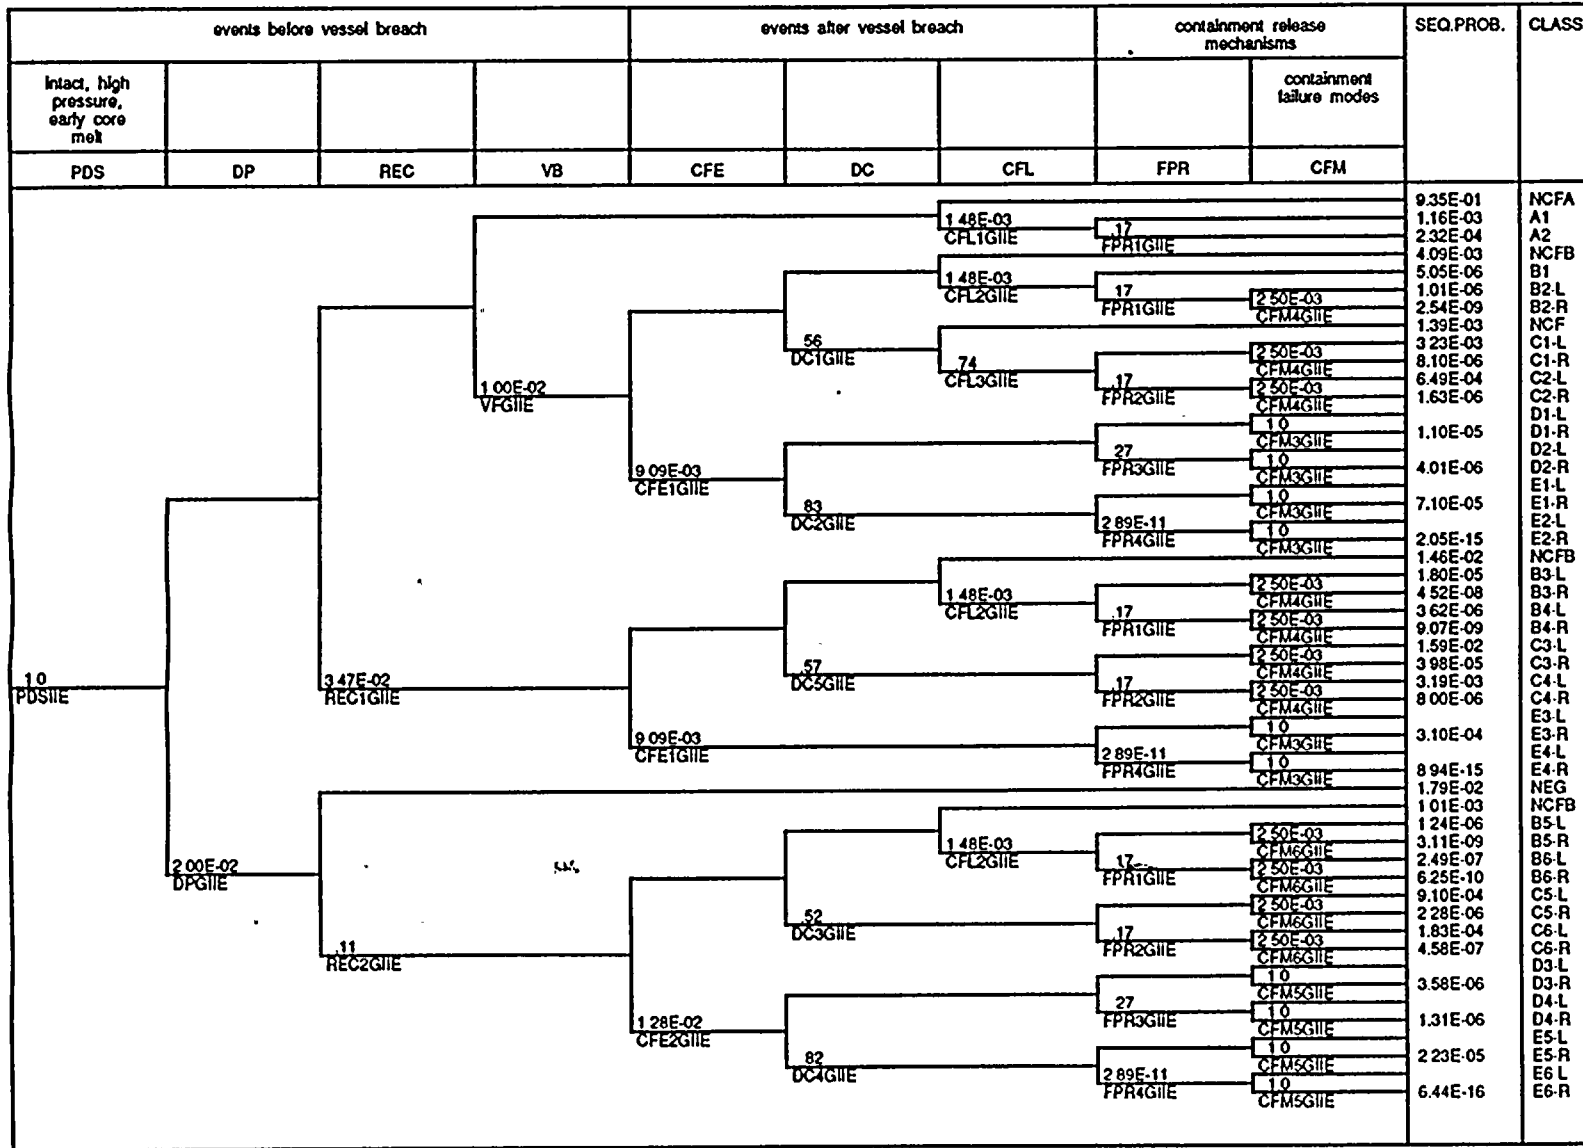 events before vessel breach
events after vessel breach
containment release
mechanisms
SEQ.PROB.
CLASS
intact, high
pressure,
early core
melt
containment
failure modes
PDS
DP
REC
VB
CFE
DC
CFL
FPR
CFM
9.35E-01 NCFA
1.48E-03
CFL1GIIE
.17
FPR1GIIE
1.16E-03 A1
2.32E-04 A2
4.09E-03 NCFB
1.48E-03
CFL2GIIE
5.05E-06 B1
.17
FPR1GIIE
1.01E-06 B2-L
2.50E-03
CFM4GIIE
2.54E-09 B2-R
1.39E-03 NCF
.56
DC1GIIE
.74
CFL3GIIE
3.23E-03 C1-L
2.50E-03
CFM4GIIE
8.10E-06 C1-R
.17
FPR2GIIE
6.49E-04 C2-L
2.50E-03
CFM4GIIE
1.63E-06 C2-R
1.00E-02
VFGIIE
D1-L
1.0
CFM3GIIE
1.10E-05 D1-R
.27
FPR3GIIE
D2-L
1.0
CFM3GIIE
4.01E-06 D2-R
9.09E-03
CFE1GIIE
E1-L
1.0
CFM3GIIE
7.10E-05 E1-R
.83
DC2GIIE
2.89E-11
FPR4GIIE
E2-L
1.0
CFM3GIIE
2.05E-15 E2-R
1.46E-02 NCFB
1.48E-03
CFL2GIIE
1.80E-05 B3-L
2.50E-03
CFM4GIIE
4.52E-08 B3-R
.17
FPR1GIIE
3.62E-06 B4-L
2.50E-03
CFM4GIIE
9.07E-09 B4-R
1.59E-02 C3-L
2.50E-03
CFM4GIIE
3.98E-05 C3-R
.57
DC5GIIE
.17
FPR2GIIE
3.19E-03 C4-L
2.50E-03
CFM4GIIE
8.00E-06 C4-R
1.0
PDSIIE
3.47E-02
REC1GIIE
E3-L
1.0
CFM3GIIE
3.10E-04 E3-R
9.09E-03
CFE1GIIE
2.89E-11
FPR4GIIE
E4-L
1.0
CFM3GIIE
8.94E-15 E4-R
1.79E-02 NEG
1.01E-03 NCFB
1.48E-03
CFL2GIIE
1.24E-06 B5-L
2.50E-03
CFM6GIIE
3.11E-09 B5-R
.17
FPR1GIIE
2.49E-07 B6-L
2.50E-03
CFM6GIIE
6.25E-10 B6-R
2.00E-02
DPGIIE
9.10E-04 C5-L
2.50E-03
CFM6GIIE
2.28E-06 C5-R
.52
DC3GIIE
.17
FPR2GIIE
1.83E-04 C6-L
2.50E-03
CFM6GIIE
4.58E-07 C6-R
.11
REC2GIIE
D3-L
1.0
CFM5GIIE
3.58E-06 D3-R
.27
FPR3GIIE
D4-L
1.0
CFM5GIIE
1.31E-06 D4-R
1.28E-02
CFE2GIIE
E5-L
1.0
CFM5GIIE
2.23E-05 E5-R
.82
DC4GIIE
2.89E-11
FPR4GIIE
E6 L
1.0
CFM5GIIE
6.44E-16 E6-R